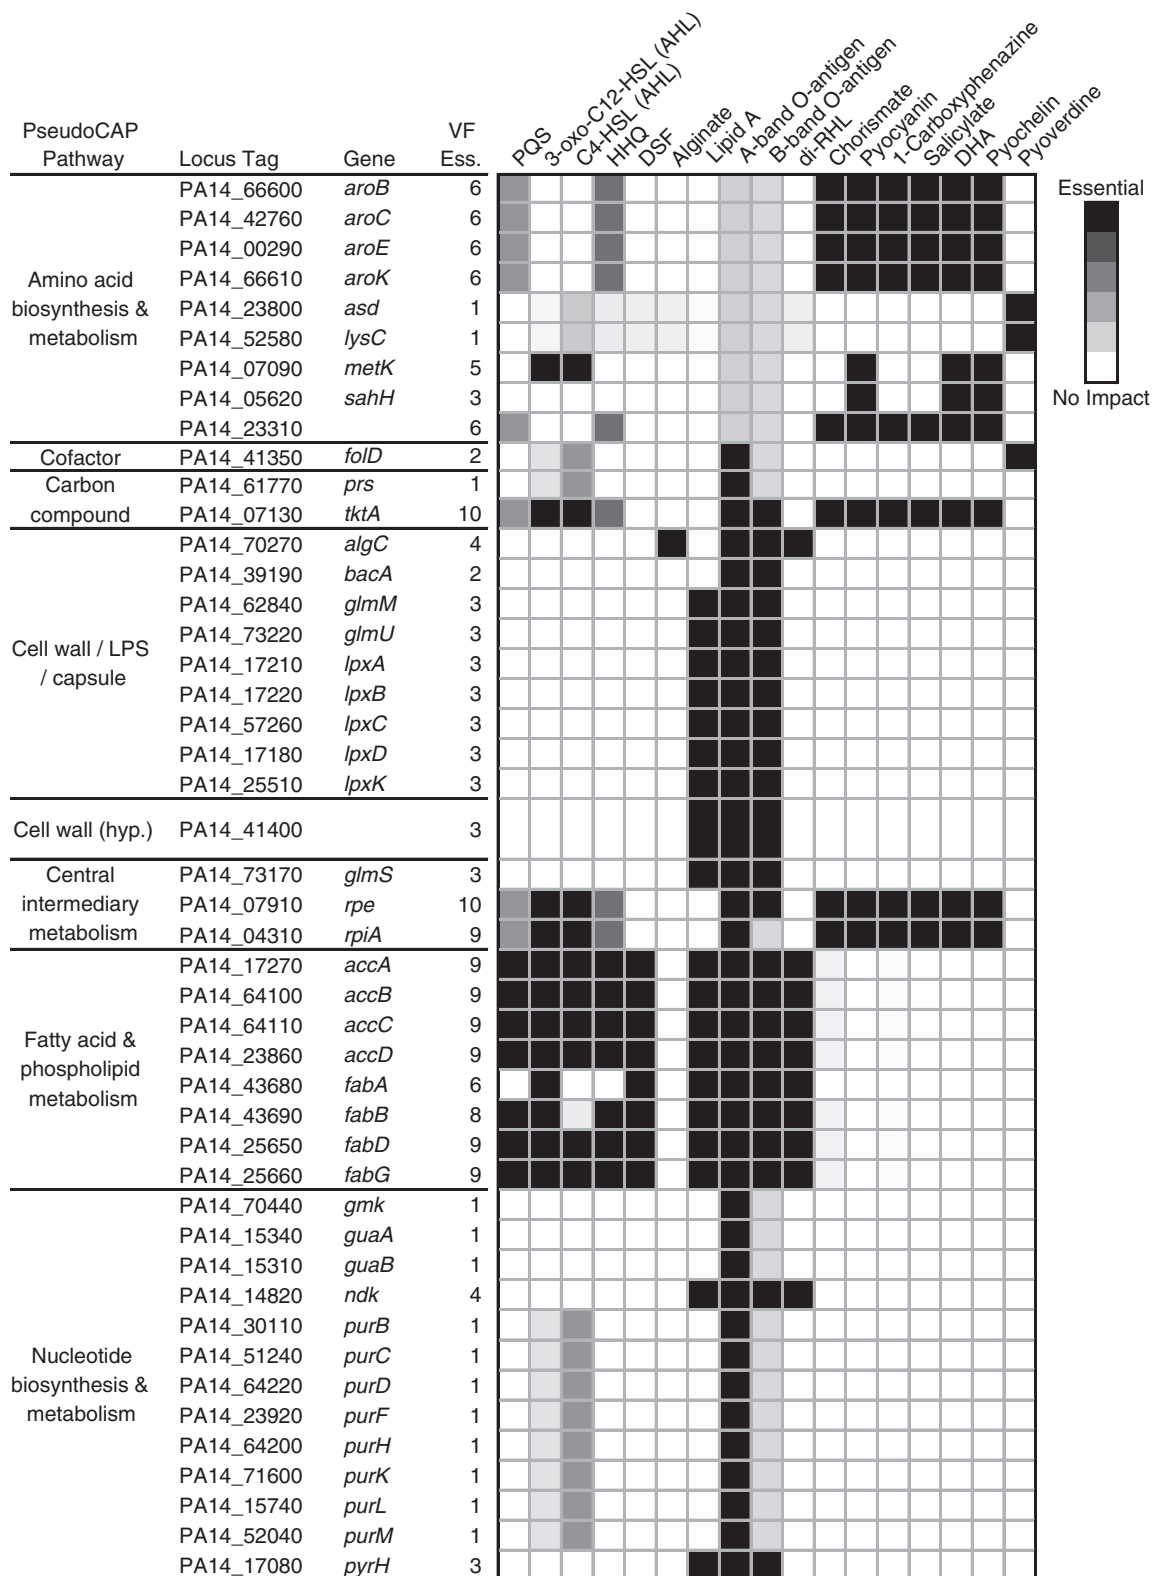 PQS
3-oxo-C12-HSL (AHL)
C4-HSL (AHL)
HHQ
DSF
Alginate
Lipid A
A-band O-antigen
B-band O-antigen
di-RHL
Chorismate
Pyocyanin
1-Carboxyphenazine
Salicylate
DHA
Pyochelin
Pyoverdine
PseudoCAP
Pathway Locus Tag Gene VF
Ess.
Essential
No Impact
Amino acid
biosynthesis &
metabolism
PA14_66600 aroB 6
PA14_42760 aroC 6
PA14_00290 aroE 6
PA14_66610 aroK 6
PA14_23800 asd 1
PA14_52580 lysC 1
PA14_07090 metK 5
PA14_05620 sahH 3
PA14_23310 6
Cofactor PA14_41350 folD 2
Carbon PA14_61770 prs 1
compound PA14_07130 tktA 10
Cell wall / LPS
/ capsule
PA14_70270 algC 4
PA14_39190 bacA 2
PA14_62840 glmM 3
PA14_73220 glmU 3
PA14_17210 lpxA 3
PA14_17220 lpxB 3
PA14_57260 lpxC 3
PA14_17180 lpxD 3
PA14_25510 lpxK 3
Cell wall (hyp.) PA14_41400 3
Central PA14_73170 glmS 3
intermediary PA14_07910 rpe 10
metabolism PA14_04310 rpiA 9
Fatty acid &
phospholipid
metabolism
PA14_17270 accA 9
PA14_64100 accB 9
PA14_64110 accC 9
PA14_23860 accD 9
PA14_43680 fabA 6
PA14_43690 fabB 8
PA14_25650 fabD 9
PA14_25660 fabG 9
Nucleotide
biosynthesis &
metabolism
PA14_70440 gmk 1
PA14_15340 guaA 1
PA14_15310 guaB 1
PA14_14820 ndk 4
PA14_30110 purB 1
PA14_51240 purC 1
PA14_64220 purD 1
PA14_23920 purF 1
PA14_64200 purH 1
PA14_71600 purK 1
PA14_15740 purL 1
PA14_52040 purM 1
PA14_17080 pyrH 3